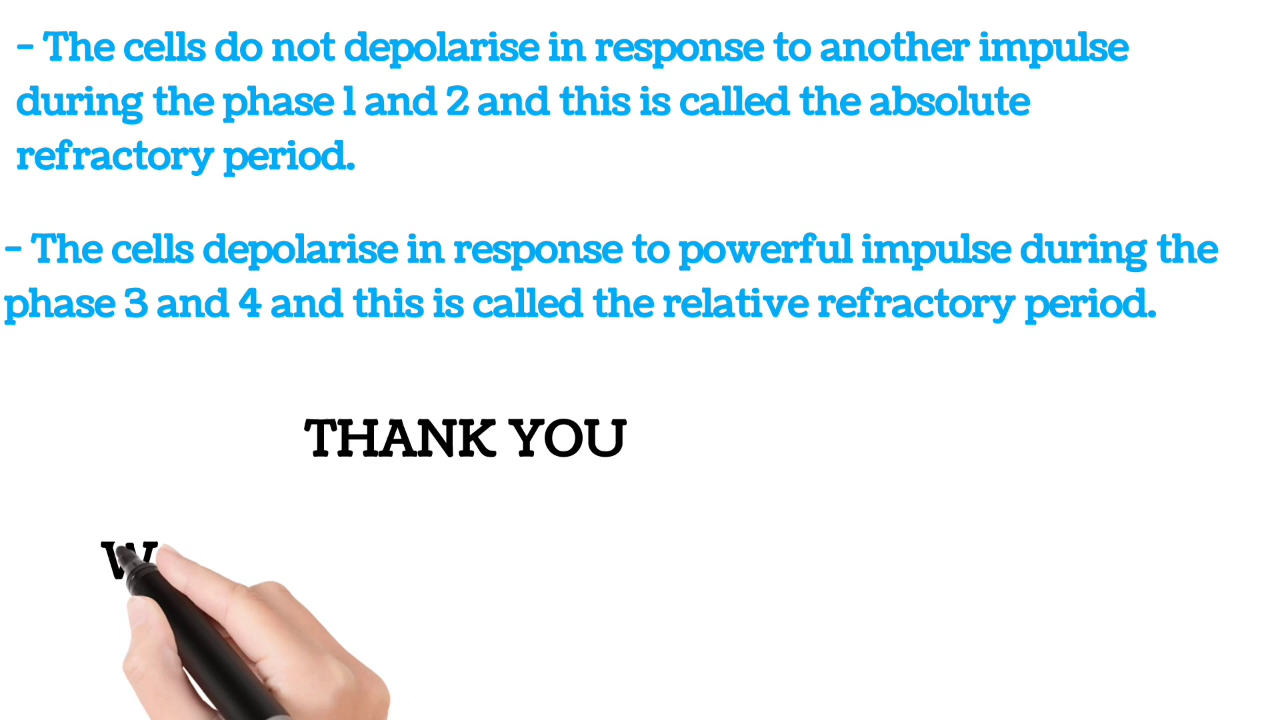 - The cells do not depolarise in response to another impulse
during the phase 1 and 2 and this is called the absolute
refractory period.
- The cells depolarise in response to powerful impulse during the
phase 3 and 4 and this is called the relative refractory period.
THANK YOU
W